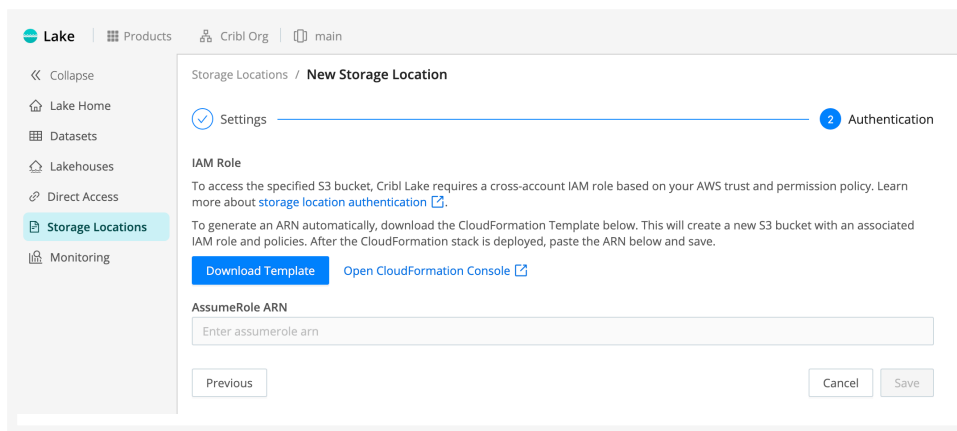 Lake
Products
Cribl Org
main
Collapse
Storage Locations / New Storage Location
Lake Home
Settings
2
Authentication
Datasets
Lakehouses
Direct Access
Storage Locations
Monitoring
IAM Role
To access the specified S3 bucket, Cribl Lake requires a cross-account IAM role based on your AWS trust and permission policy. Learn
more about storage location authentication.
To generate an ARN automatically, download the CloudFormation Template below. This will create a new S3 bucket with an associated
IAM role and policies. After the CloudFormation stack is deployed, paste the ARN below and save.
Download Template
Open CloudFormation Console
AssumeRole ARN
Enter assumerole arn
Previous
Cancel
Save